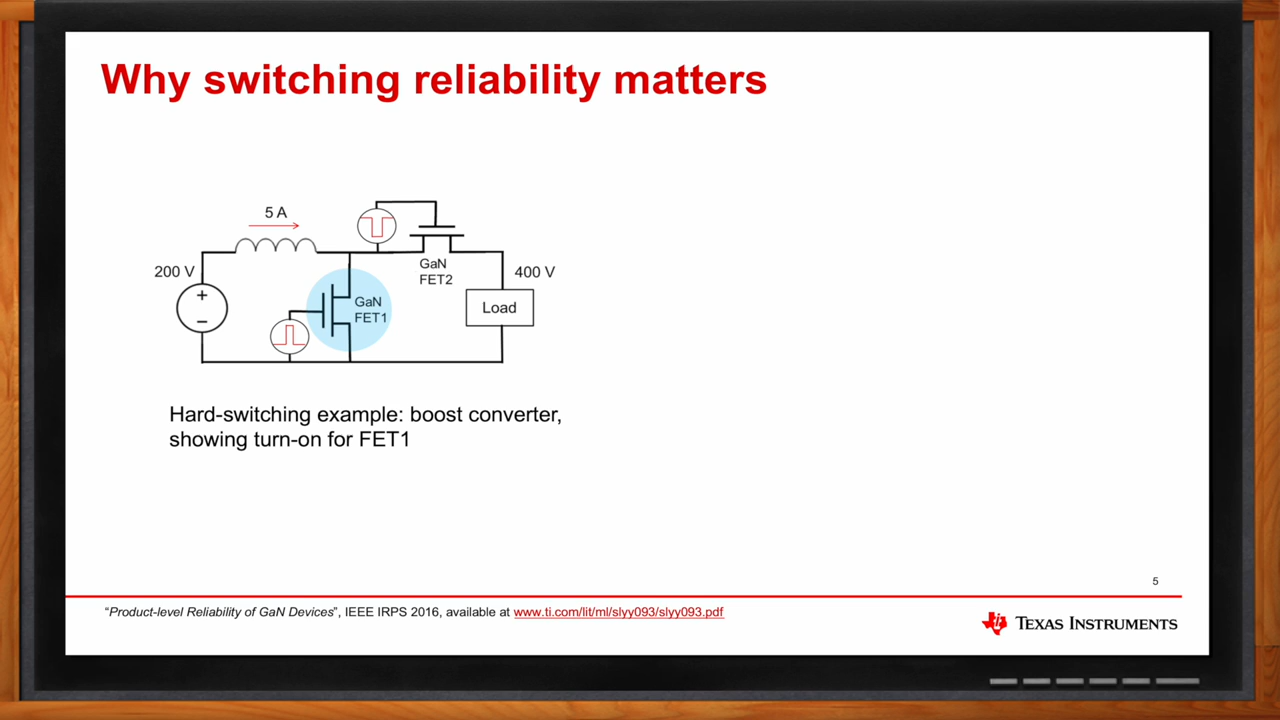 Why switching reliability matters
5 A
200 V
+
−
GaN
FET1
GaN
FET2
400 V
Load
Hard-switching example: boost converter,
showing turn-on for FET1
5
“Product-level Reliability of GaN Devices”, IEEE IRPS 2016, available at www.ti.com/lit/ml/slyy093/slyy093.pdf
TEXAS INSTRUMENTS